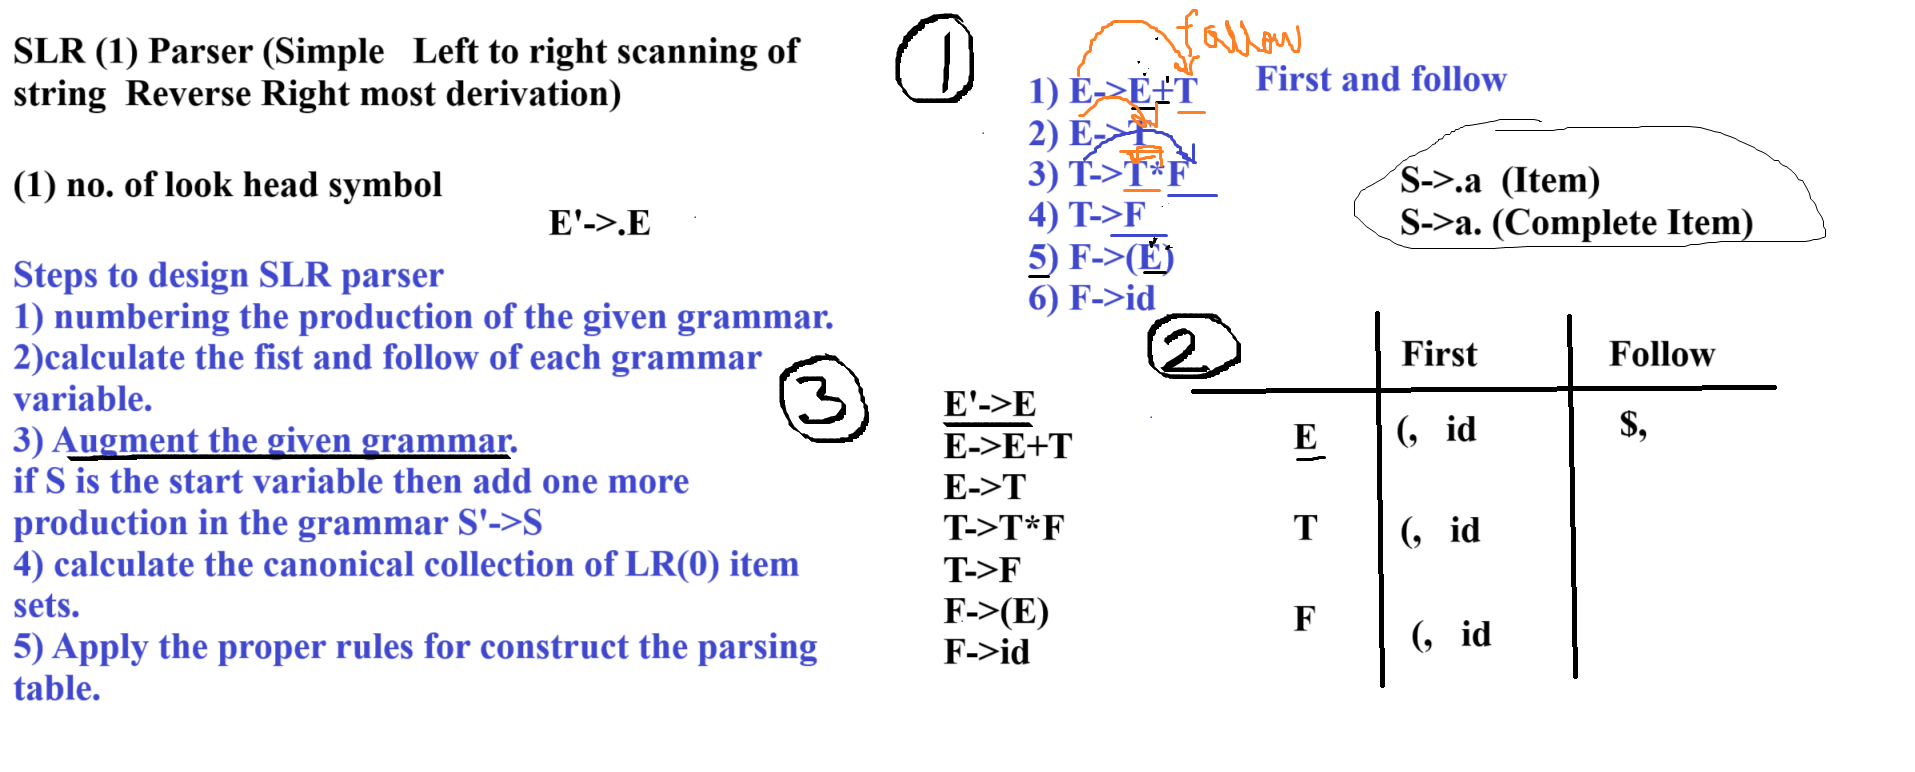 SLR (1) Parser (Simple Left to right scanning of
string Reverse Right most derivation)
(1) no. of look head symbol
E'->.E
Steps to design SLR parser
1) numbering the production of the given grammar.
2)calculate the fist and follow of each grammar
variable.
3) Augment the given grammar.
if S is the start variable then add one more
production in the grammar S'->S
4) calculate the canonical collection of LR(0) item
sets.
5) Apply the proper rules for construct the parsing
table.
1
follow
1) E->E+T
2) E->T
3) T->T*F
4) T->F
5) F->(E)
6) F->id
First and follow
S->.a (Item)
S->a. (Complete Item)
3
E'->E
E->E+T
E->T
T->T*F
T->F
F->(E)
F->id
2
First Follow
E (, id $,
T (, id
F (, id